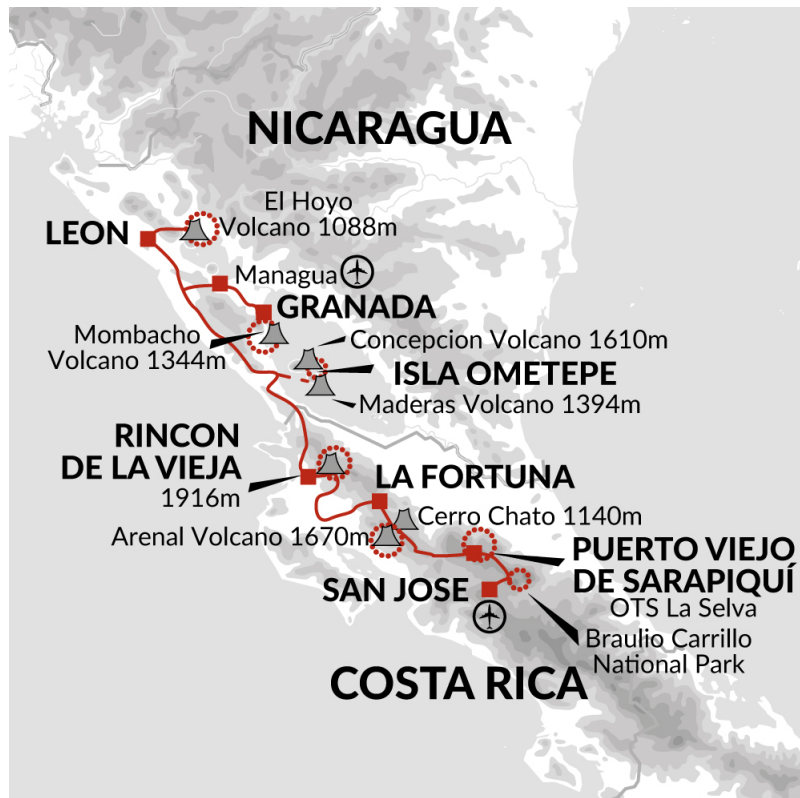 NICARAGUA
El Hoyo
Volcano 1088m
LEON
Managua
GRANADA
Mombacho
Volcano 1344m
Concepcion Volcano 1610m
ISLA OMETEPE
Maderas Volcano 1394m
RINCON
DE LA VIEJA
1916m
LA FORTUNA
Cerro Chato 1140m
Arenal Volcano 1670m
PUERTO VIEJO
DE SARAPIQUÍ
OTS La Selva
SAN JOSE
Braulio Carrillo
National Park
COSTA RICA